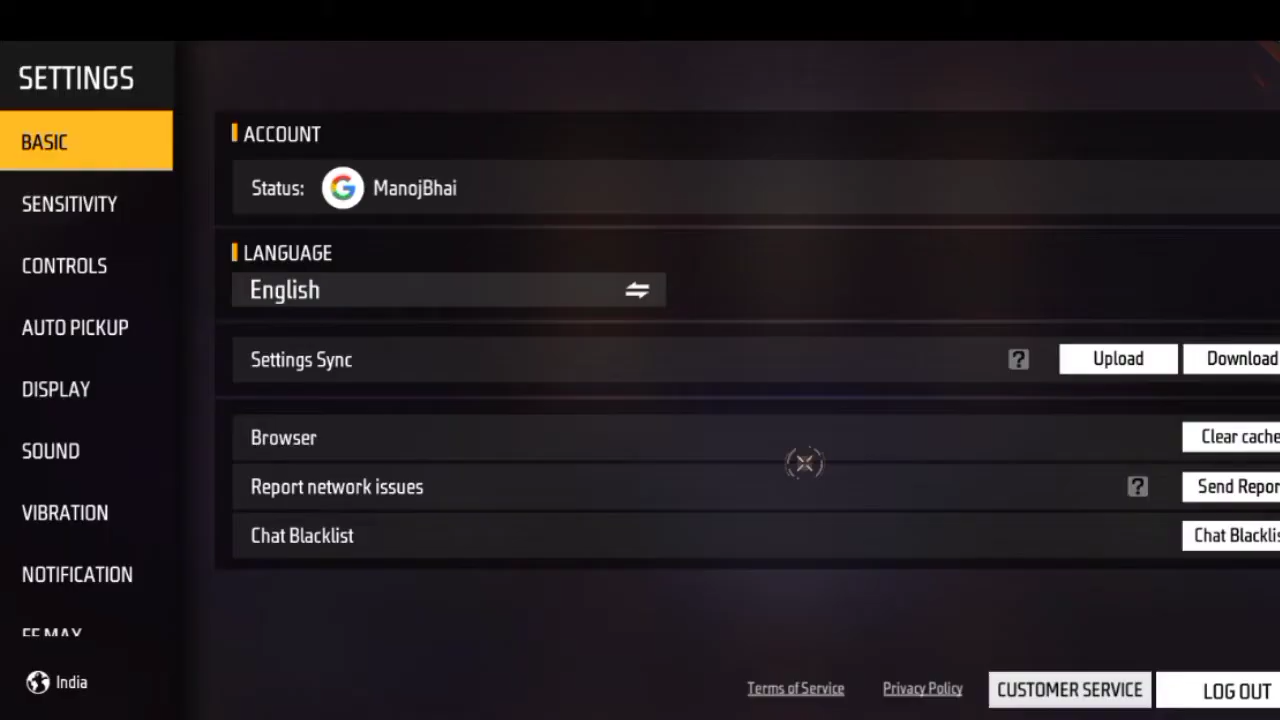 SETTINGS
BASIC
SENSITIVITY
CONTROLS
AUTO PICKUP
DISPLAY
SOUND
VIBRATION
NOTIFICATION
FF MAX
India
ACCOUNT
Status: ManojBhai
LANGUAGE
English
Settings Sync ? Upload Download
Browser Clear cache
Report network issues ? Send Repor
Chat Blacklist Chat Blacklis
Terms of Service Privacy Policy CUSTOMER SERVICE LOG OUT